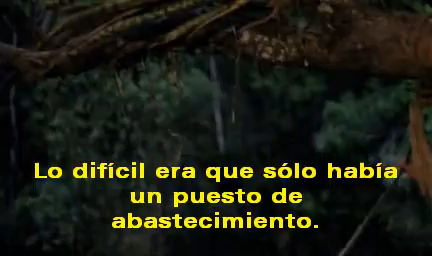 Lo difícil era que sólo había
un puesto de
abastecimiento.